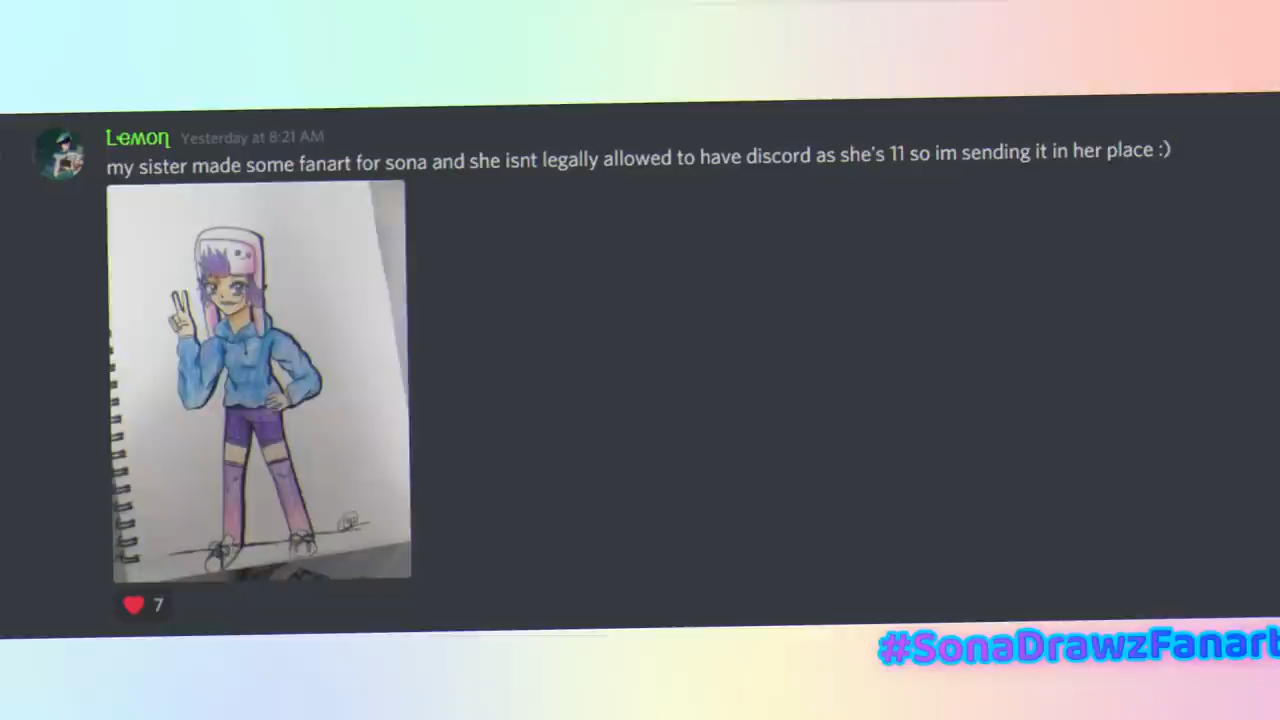 Lemon Yesterday at 8:21 AM
my sister made some fanart for sona and she isnt legally allowed to have discord as she's 11 so im sending it in her place :)
7
#SonaDrawzFanart